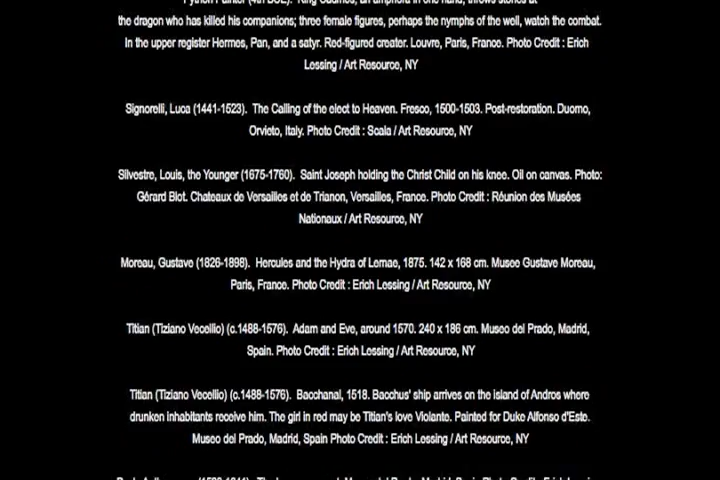 the dragon who has killed his companions; three female figures, perhaps the nymphs of the well, watch the combat.
In the upper register Hermes, Pan, and a satyr. Red-figured creater. Louvre, Paris, France. Photo Credit : Erich
Lessing / Art Resource, NY
Signorelli, Luca (1441-1523). The Calling of the elect to Heaven. Fresco, 1500-1503. Post-restoration. Duomo,
Orvieto, Italy. Photo Credit : Scala / Art Resource, NY
Silvestre, Louis, the Younger (1675-1760). Saint Joseph holding the Christ Child on his knee. Oil on canvas. Photo:
Gérard Blot. Chateaux de Versailles et de Trianon, Versailles, France. Photo Credit : Réunion des Musées
Nationaux / Art Resource, NY
Moreau, Gustave (1826-1898). Hercules and the Hydra of Lernae, 1875. 142 x 168 cm. Musee Gustave Moreau,
Paris, France. Photo Credit : Erich Lessing / Art Resource, NY
Titian (Tiziano Vecellio) (c.1488-1576). Adam and Eve, around 1570. 240 x 186 cm. Museo del Prado, Madrid,
Spain. Photo Credit : Erich Lessing / Art Resource, NY
Titian (Tiziano Vecellio) (c.1488-1576). Bacchanal, 1518. Bacchus' ship arrives on the island of Andros where
drunken inhabitants receive him. The girl in red may be Titian's love Violante. Painted for Duke Alfonso d'Este.
Museo del Prado, Madrid, Spain Photo Credit : Erich Lessing / Art Resource, NY